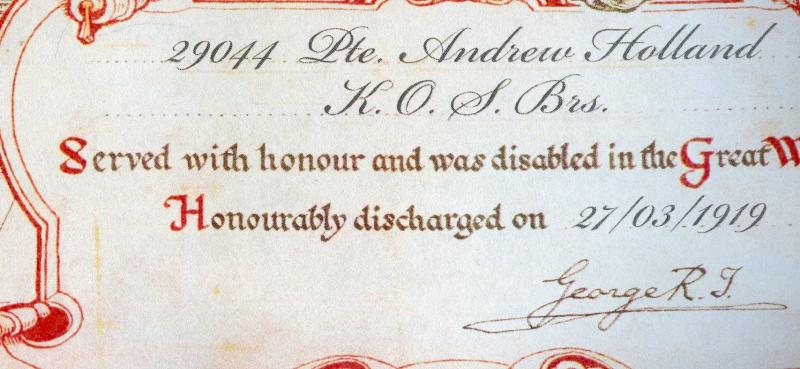 29044 Pte. Andrew Holland
K. O. S. Brs.
Served with honour and was disabled in the Great
Honourably discharged on 27/03/1919
George R. I.